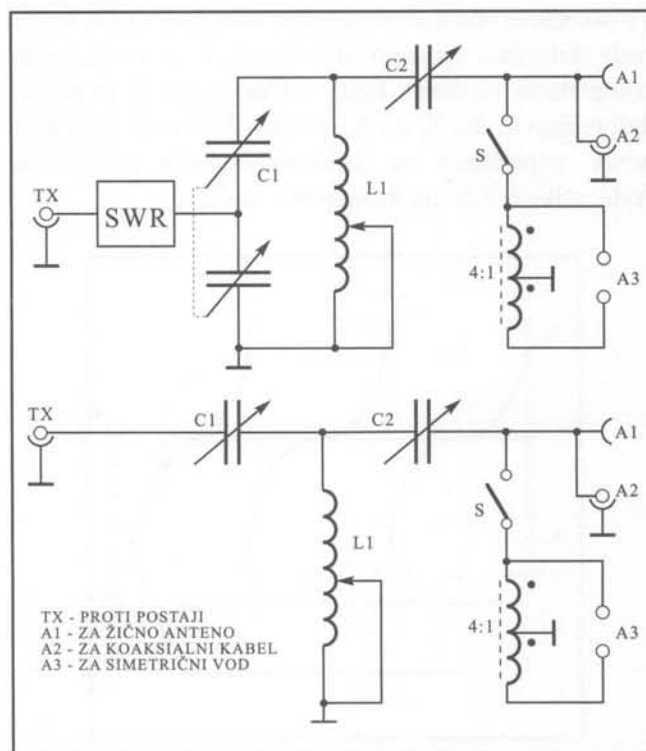 C2
A1
A2
C1
S
TX
SWR
L1
4:1
A3
TX
C1
C2
A1
A2
S
L1
4:1
A3
TX - PROTI POSTAJI
A1 - ZA ŽIČNO ANTENO
A2 - ZA KOAKSIALNI KABEL
A3 - ZA SIMETRIČNI VOD